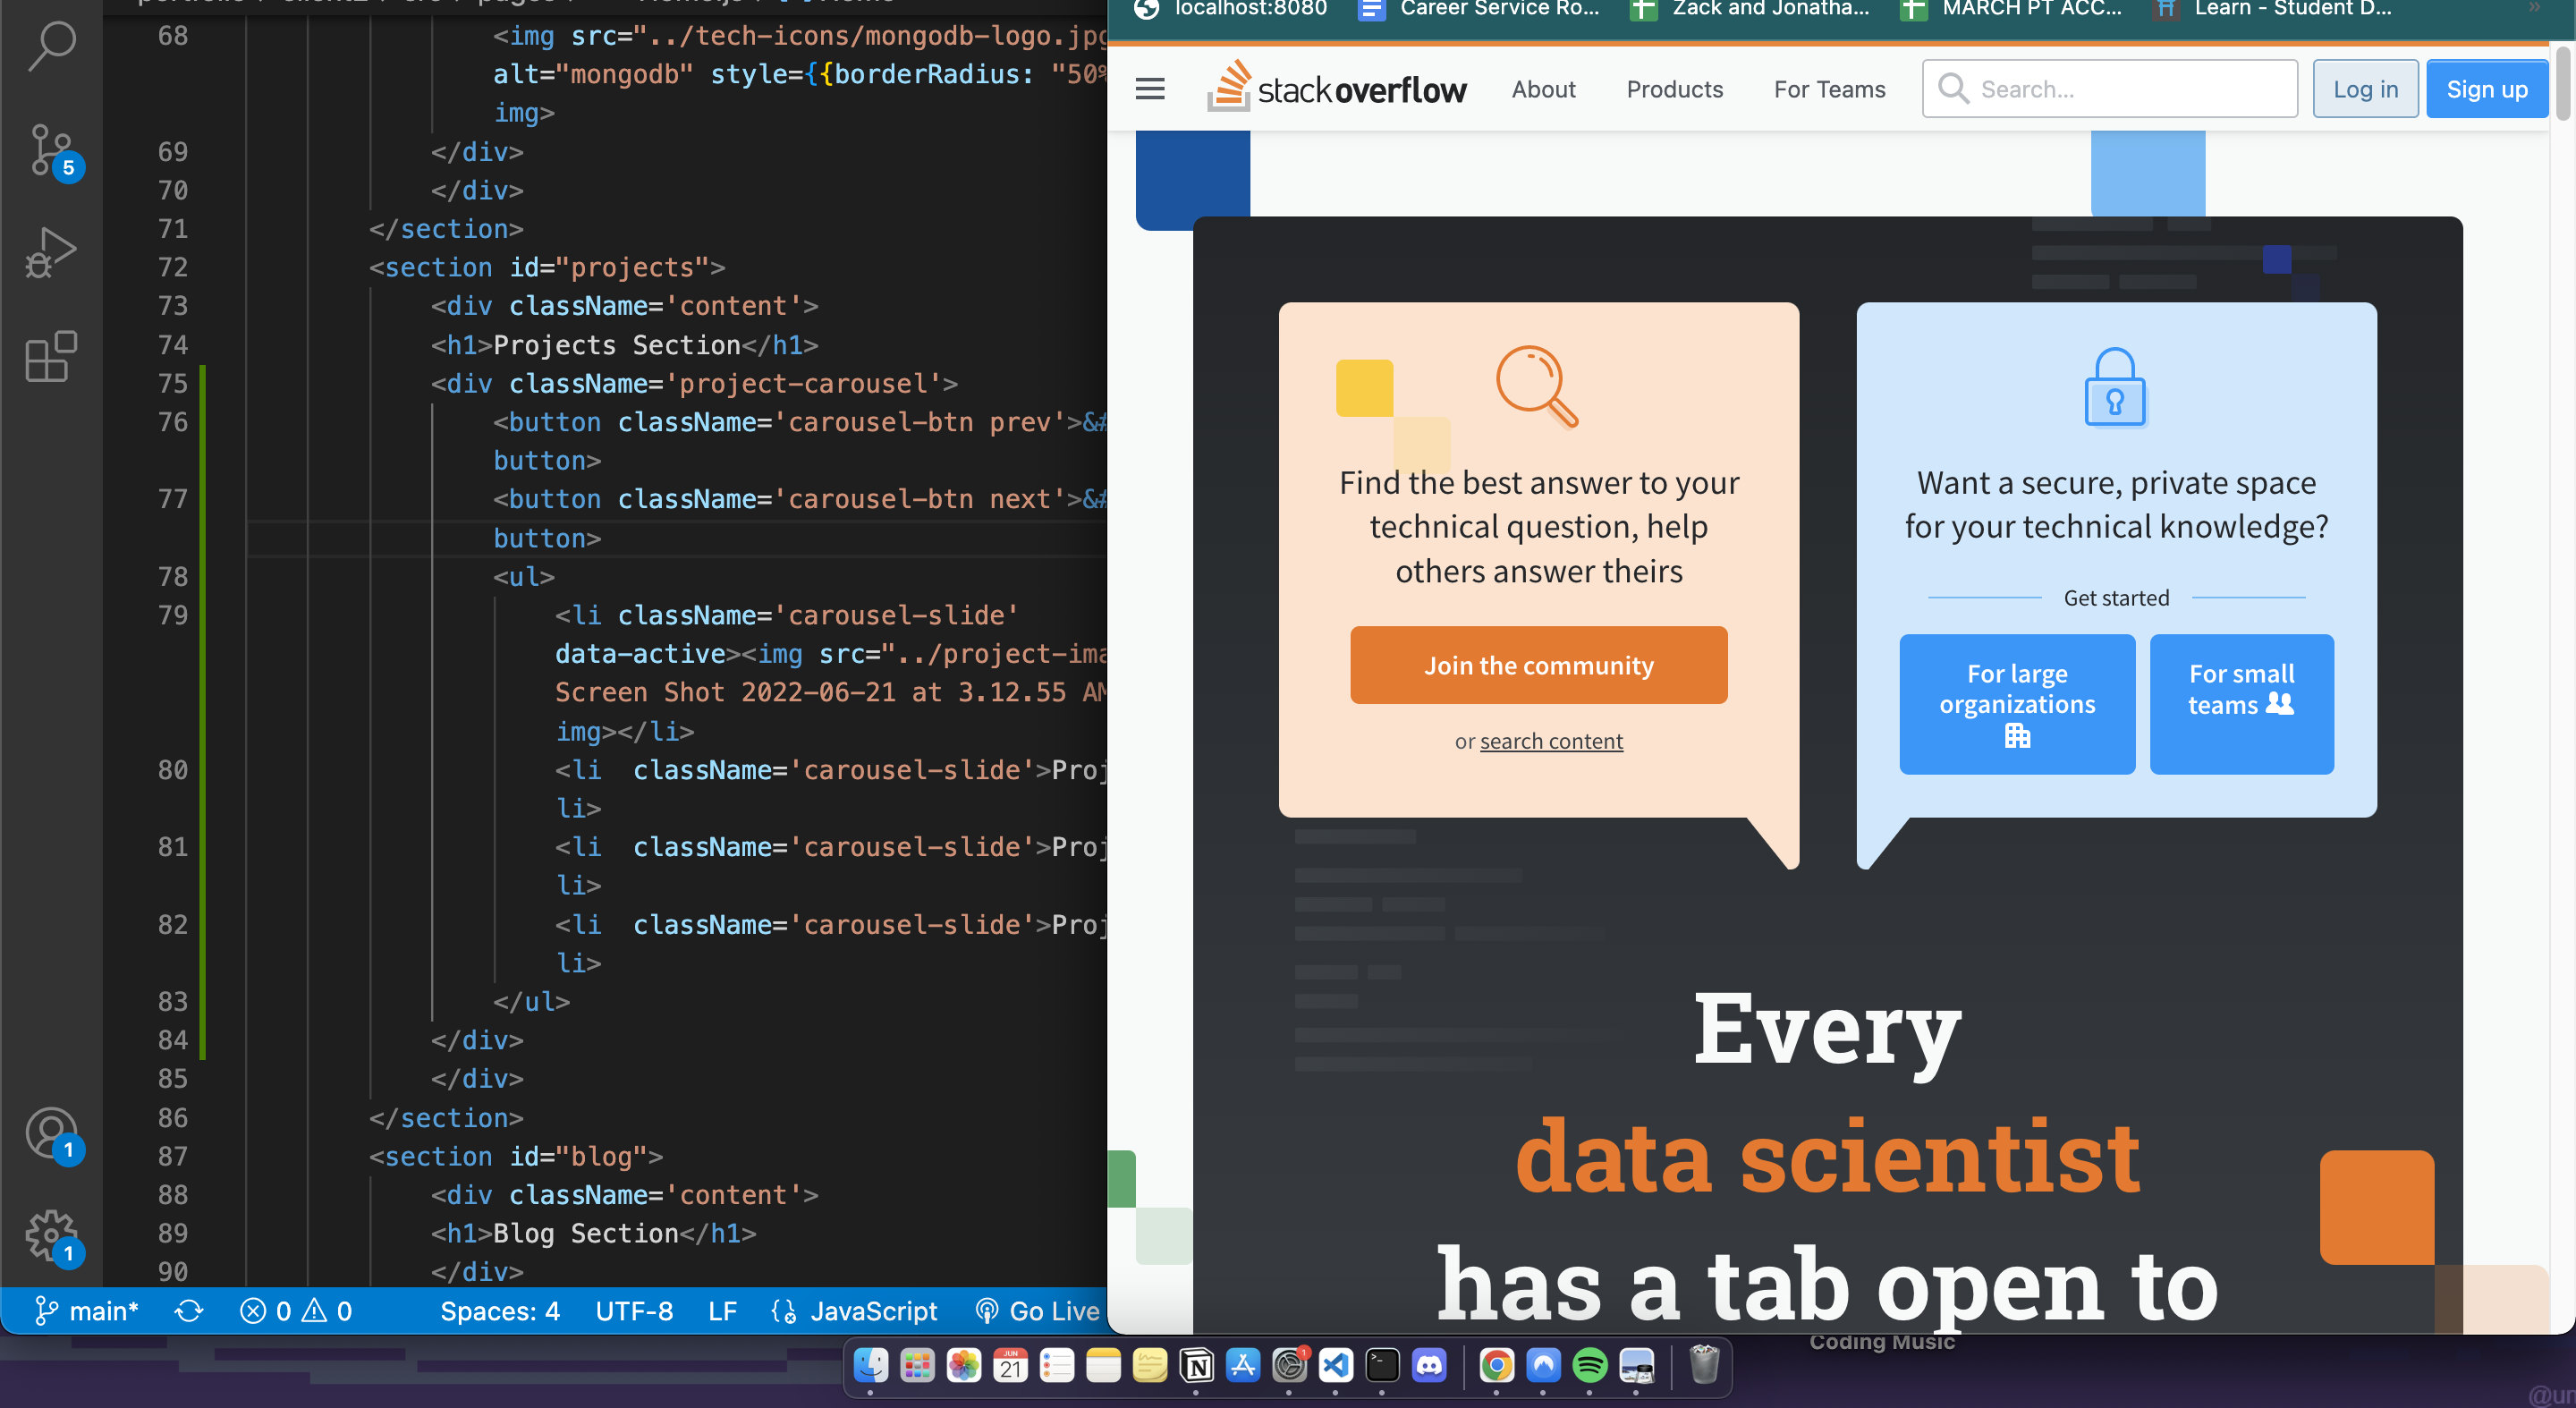 68 <img src="../tech-icons/mongodb-logo.jpg
alt="mongodb" style={{borderRadius: "50%
img>
69 </div>
70 </div>
71 </section>
72 <section id="projects">
73 <div className='content'>
74 <h1>Projects Section</h1>
75 <div className='project-carousel'>
76 <button className='carousel-btn prev'>&#
button>
77 <button className='carousel-btn next'>&#
button>
78 <ul>
79 <li className='carousel-slide'
data-active><img src="../project-ima
Screen Shot 2022-06-21 at 3.12.55 AM
img></li>
80 <li  className='carousel-slide'>Proj
li>
81 <li  className='carousel-slide'>Proj
li>
82 <li  className='carousel-slide'>Proj
li>
83 </ul>
84 </div>
85 </div>
86 </section>
87 <section id="blog">
88 <div className='content'>
89 <h1>Blog Section</h1>
90 </div>
5
1
1
main* 0 0 Spaces: 4 UTF-8 LF JavaScript Go Live
localhost:8080 Career Service Ro... Zack and Jonatha... MARCH PT ACC... Learn - Student D... »
stack overflow About Products For Teams Search... Log in Sign up
Find the best answer to your
technical question, help
others answer theirs
Join the community
or search content
Want a secure, private space
for your technical knowledge?
Get started
For large
organizations
For small
teams
Every
data scientist
has a tab open to
Coding Music
JUN
21
1